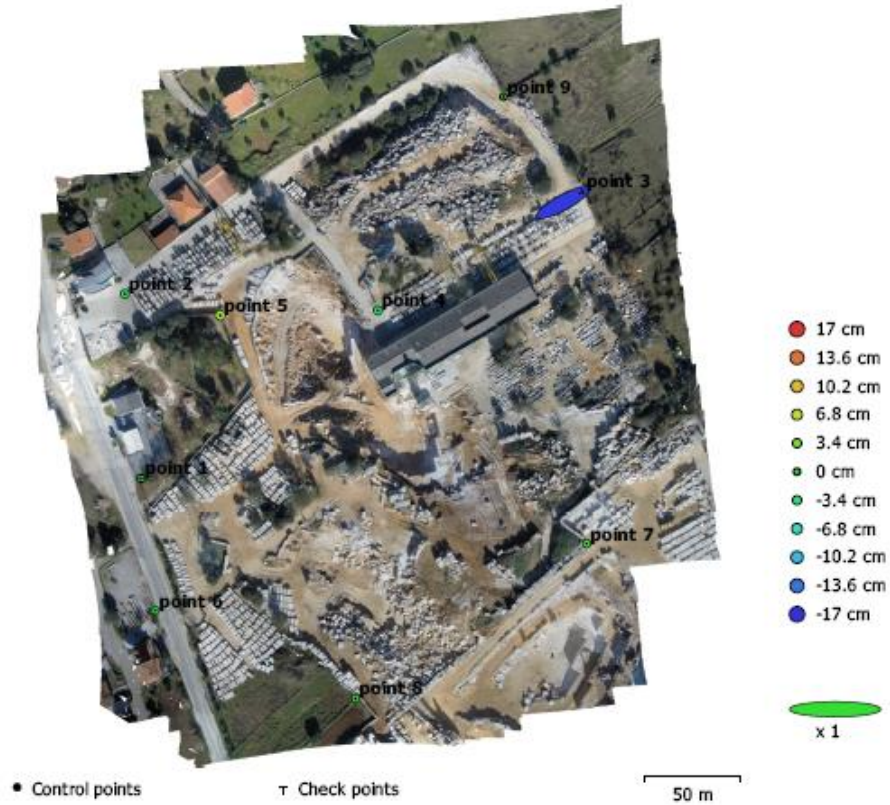 point 9
point 3
point 2
point 4
point 5
point 1
point 7
point 6
point 8
17 cm
13.6 cm
10.2 cm
6.8 cm
3.4 cm
0 cm
-3.4 cm
-6.8 cm
-10.2 cm
-13.6 cm
-17 cm
x 1
Control points
Check points
50 m